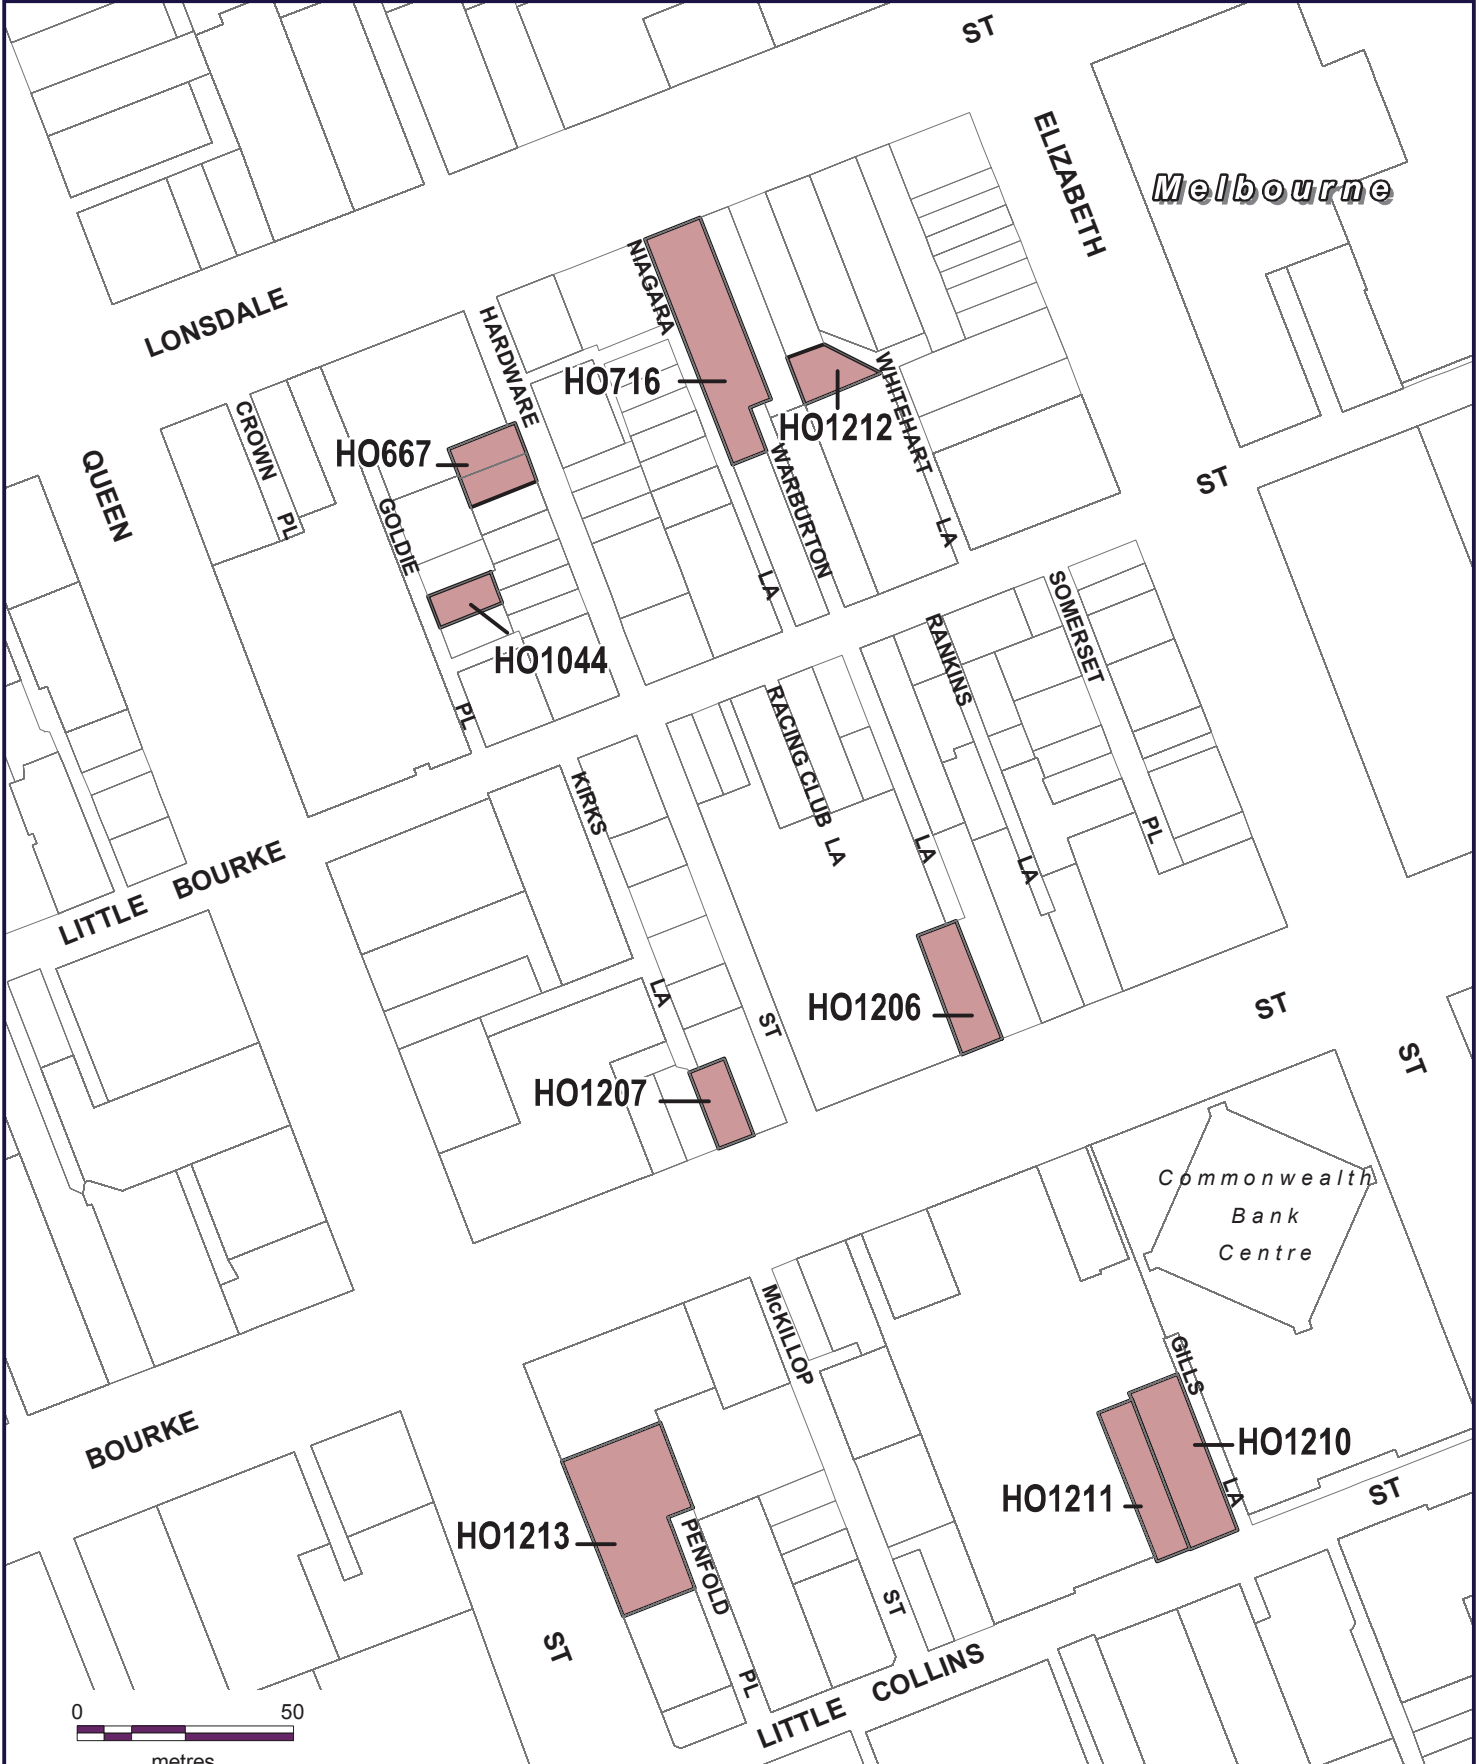 ST
ELIZABETH
Melbourne
NIAGARA
LONSDALE
HARDWARE
HO716
WHITEHART
HO1212
CROWN
HO667
QUEEN
WARBURTON
ST
GOLDIE
PL
LA
LA
SOMERSET
HO1044
RANKINS
PL
RACING CLUB LA
KIRKS
PL
LA
LA
LITTLE BOURKE
LA
HO1206
ST
ST
ST
HO1207
Commonwealth
Bank
Centre
McKILLOP
GILLS
BOURKE
HO1210
HO1211
LA
ST
HO1213
PENFOLD
ST
ST
PL
LITTLE COLLINS
0 50
metres